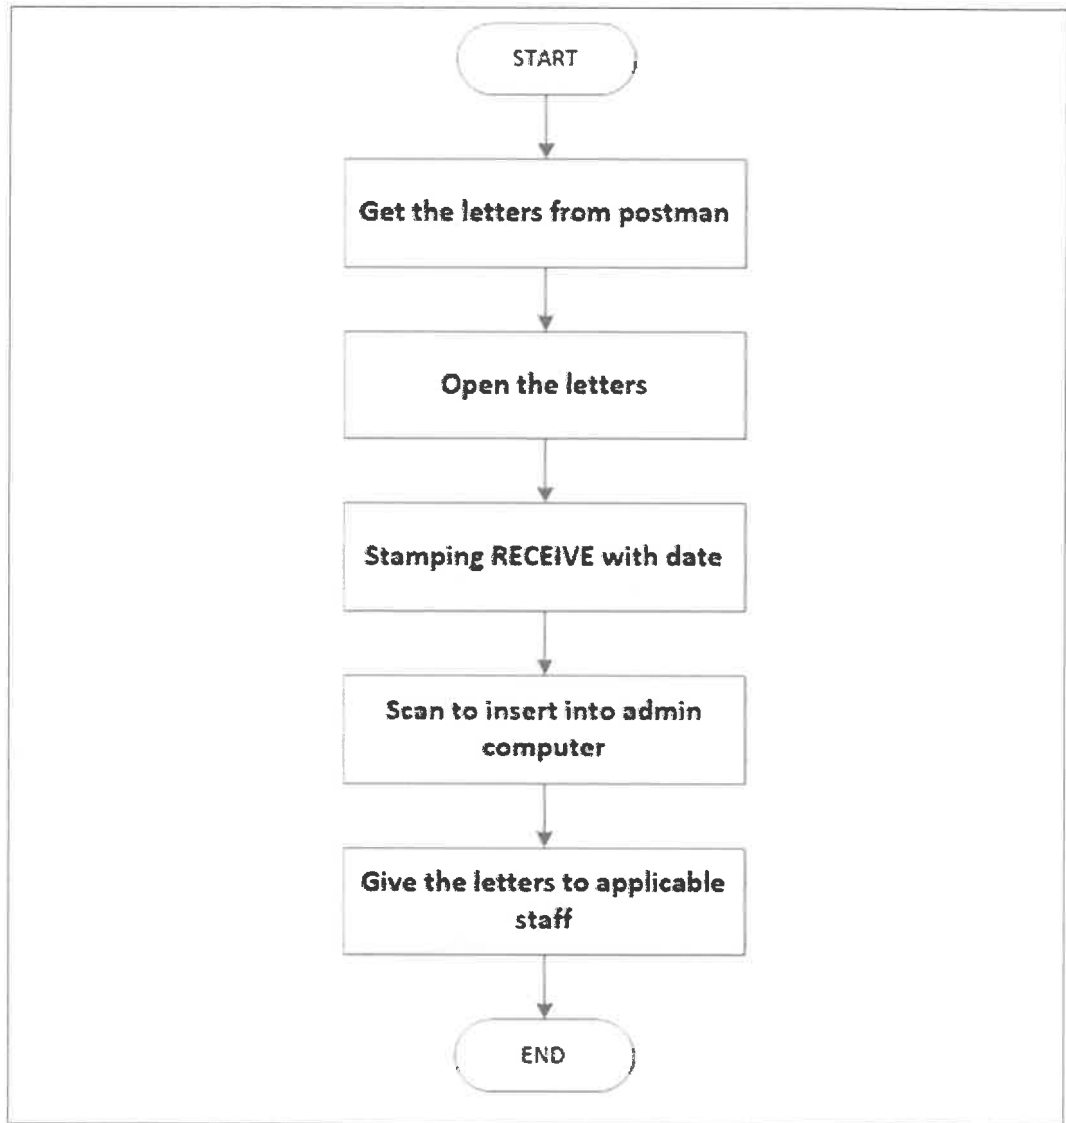 START
Get the letters from postman
Open the letters
Stamping RECEIVE with date
Scan to insert into admin
computer
Give the letters to applicable
staff
END